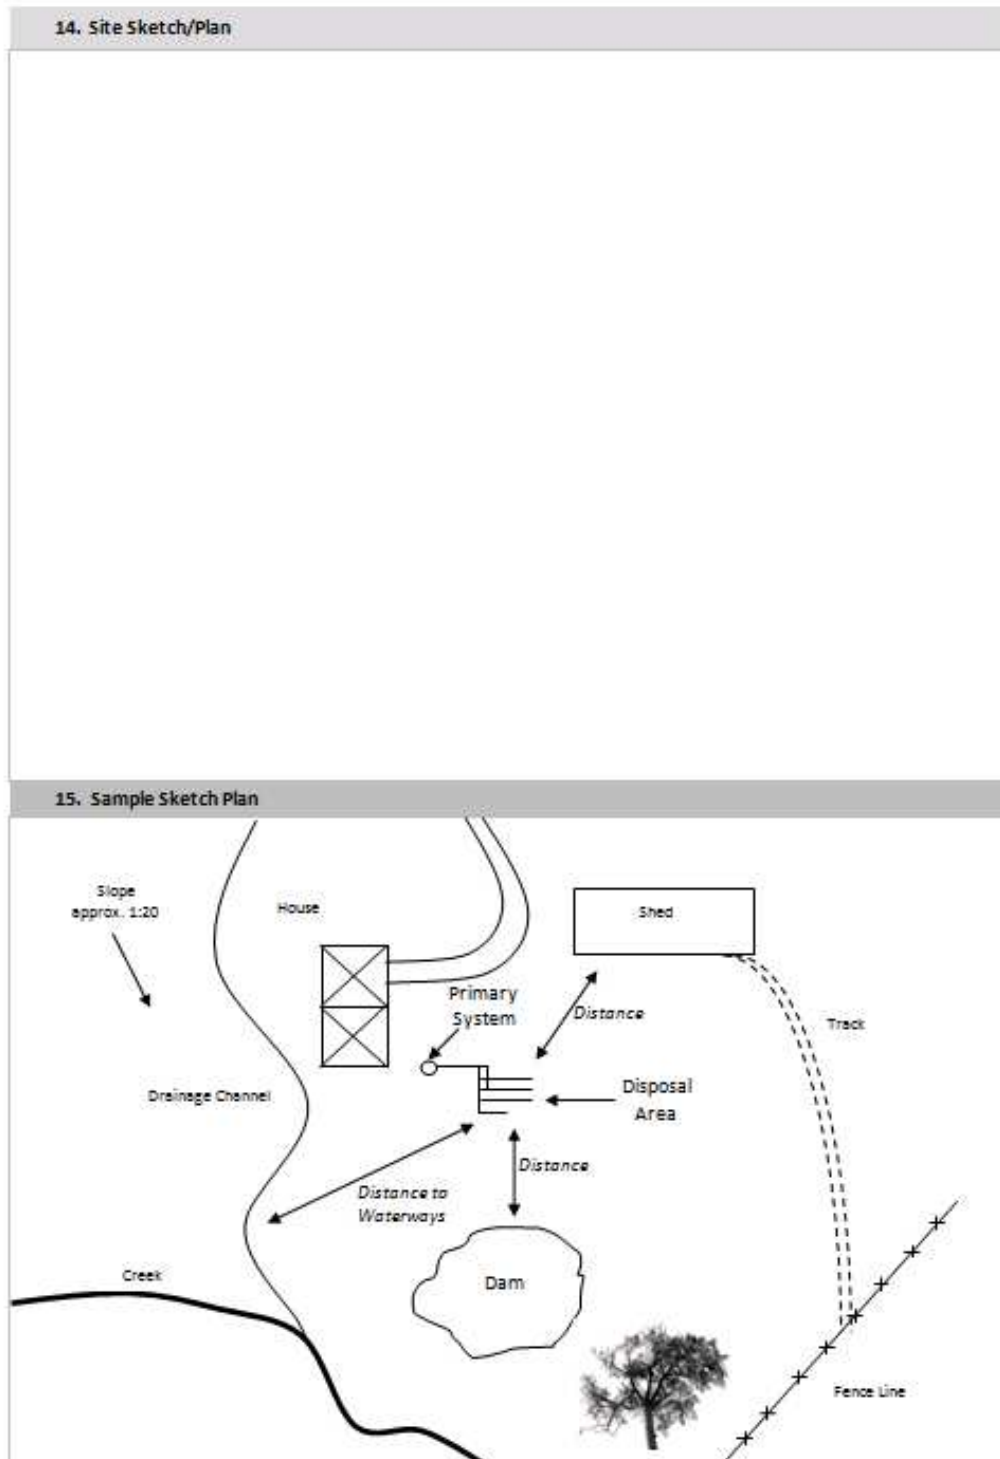 14. Site Sketch/Plan
15. Sample Sketch Plan
Slope
approx. 1:20
House
Shed
Primary
System
Distance
Track
Drainage Channel
Disposal
Area
Distance
Distance to
Waterways
Creek
Dam
Fence Line